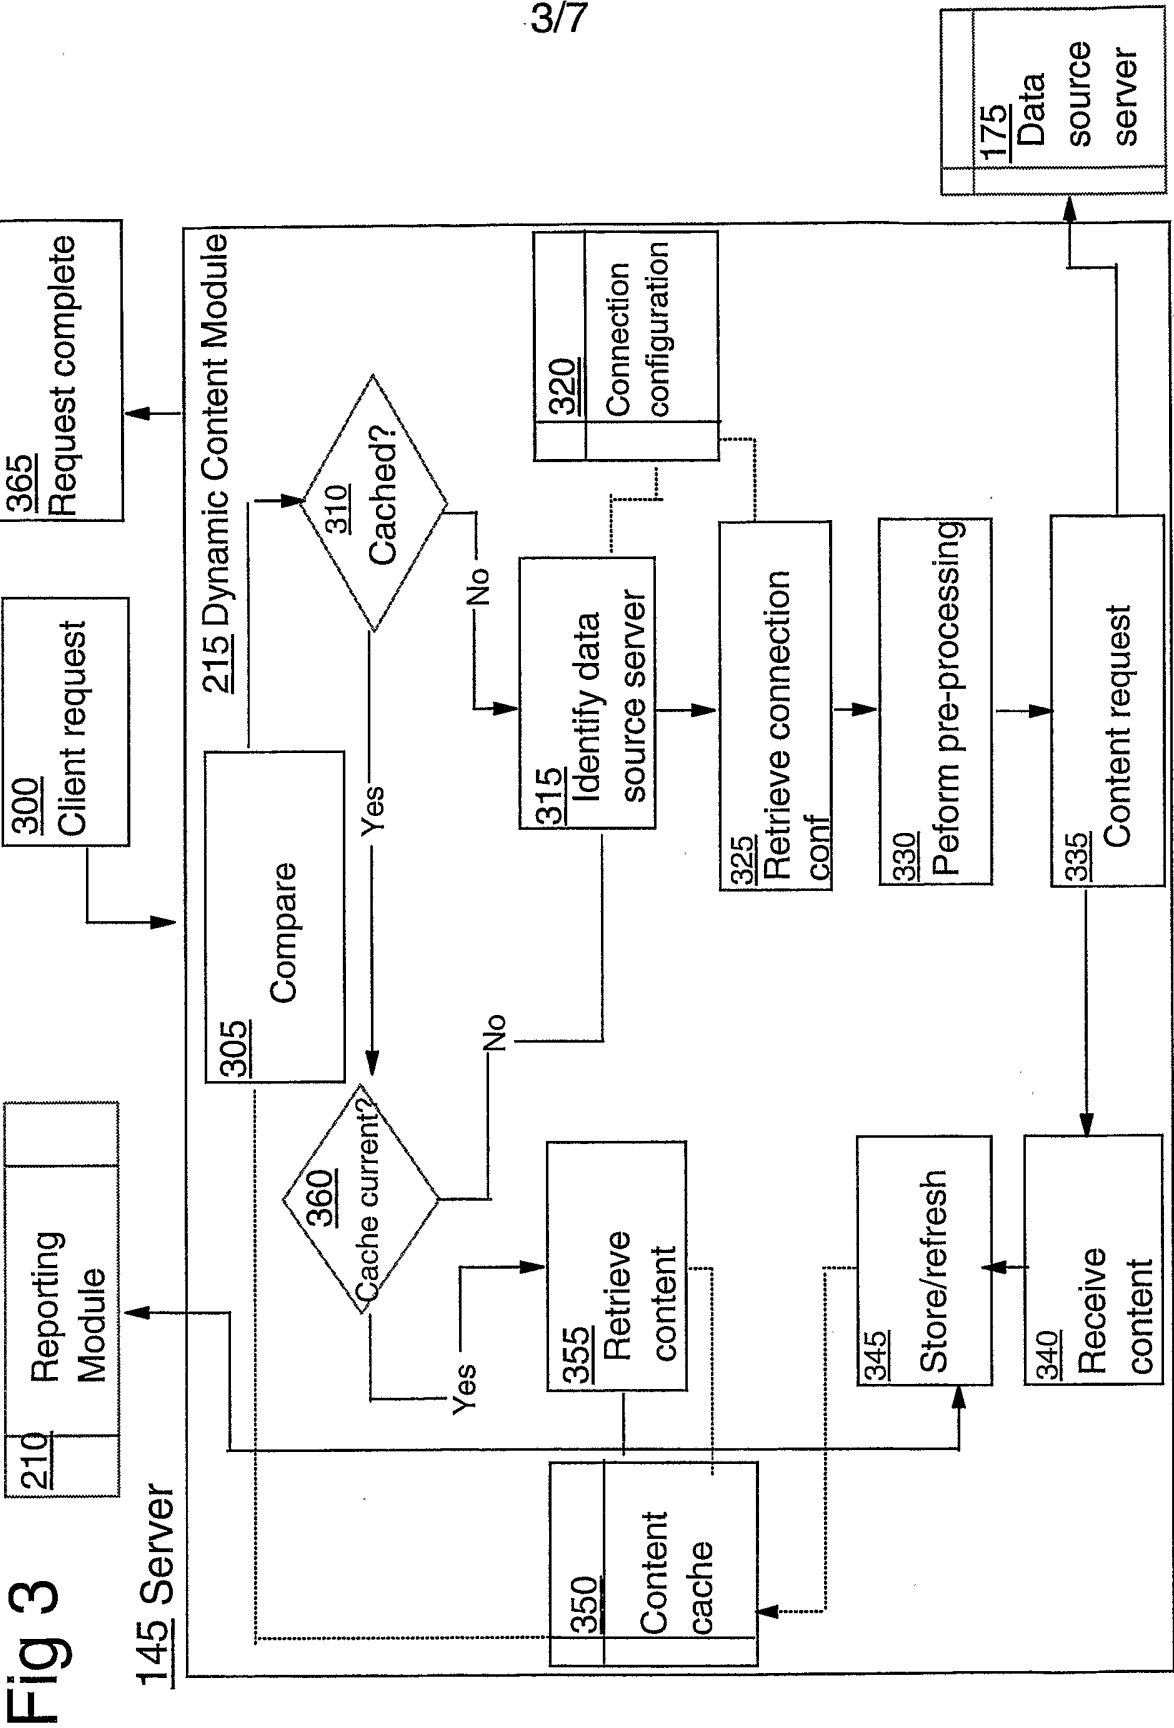 3/7
Fig 3
145 Server
210
Reporting
Module
300
Client request
365
Request complete
215 Dynamic Content Module
305
Compare
310
Cached?
Yes
No
360
Cache current?
Yes
No
315
Identify data
source server
320
Connection
configuration
325
Retrieve connection
conf
330
Peform pre-processing
335
Content request
175
Data
source
server
340
Receive
content
345
Store/refresh
350
Content
cache
355
Retrieve
content